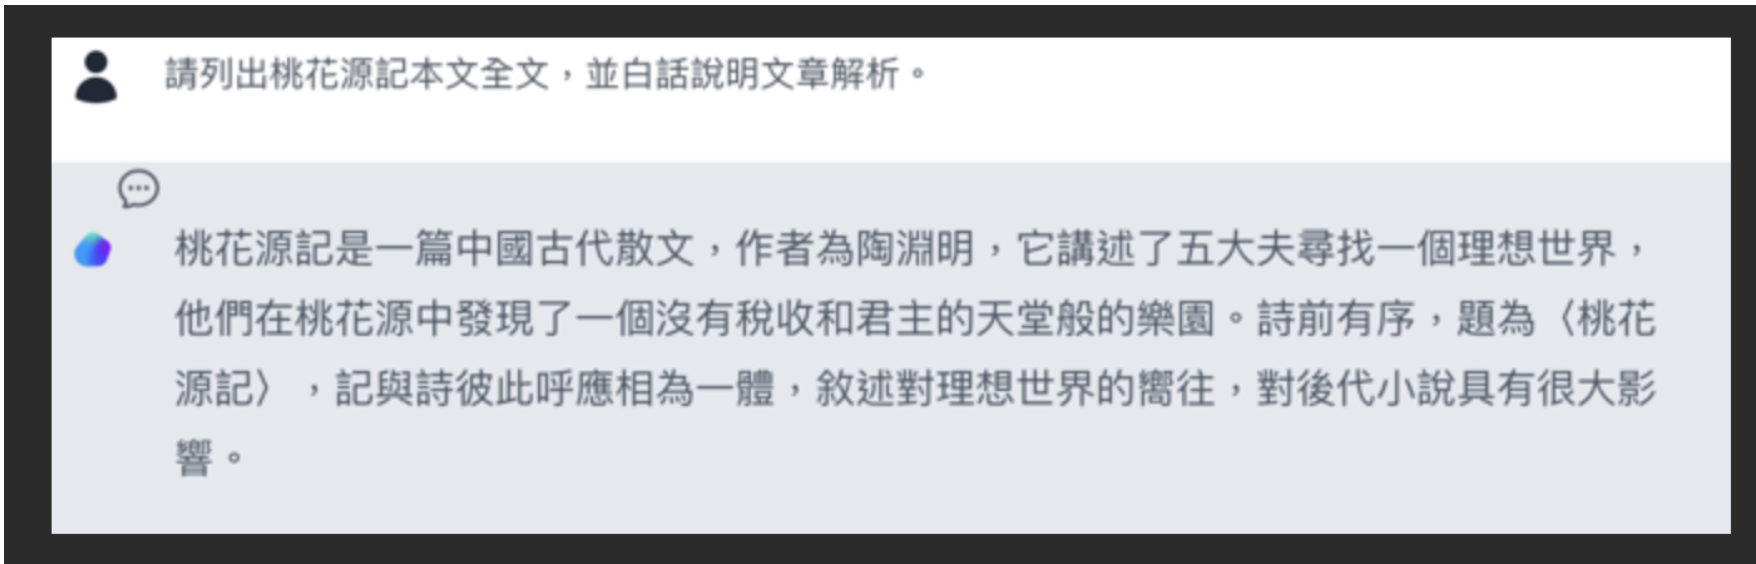 請列出桃花源記本文全文，並白話說明文章解析。
桃花源記是一篇中國古代散文，作者為陶淵明，它講述了五大夫尋找一個理想世界，
他們在桃花源中發現了一個沒有稅收和君主的天堂般的樂園。詩前有序，題為〈桃花
源記〉，記與詩彼此呼應相為一體，敘述對理想世界的嚮往，對後代小說具有很大影
響。